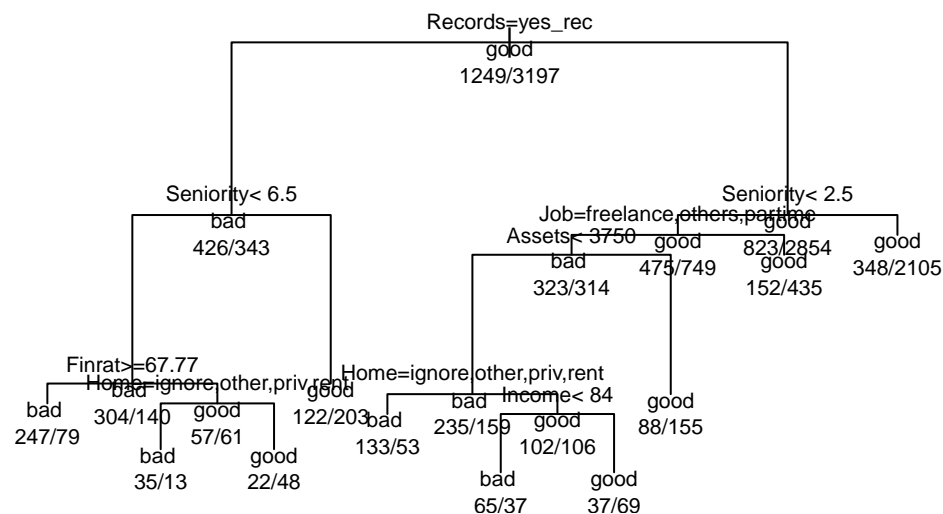 Records=yes_rec
good
1249/3197
Seniority< 6.5
bad
426/343
Seniority< 2.5
good
823/2854
Job=freelance,others,partime
good
475/749
good
348/2105
Assets< 3750
bad
323/314
good
152/435
Finrat>=67.77
bad
304/140
good
122/203
Home=ignore,other,priv,rent
bad
235/159
good
88/155
bad
247/79
Home=ignore,other,priv,rent
good
57/61
bad
133/53
Income< 84
good
102/106
bad
35/13
good
22/48
bad
65/37
good
37/69